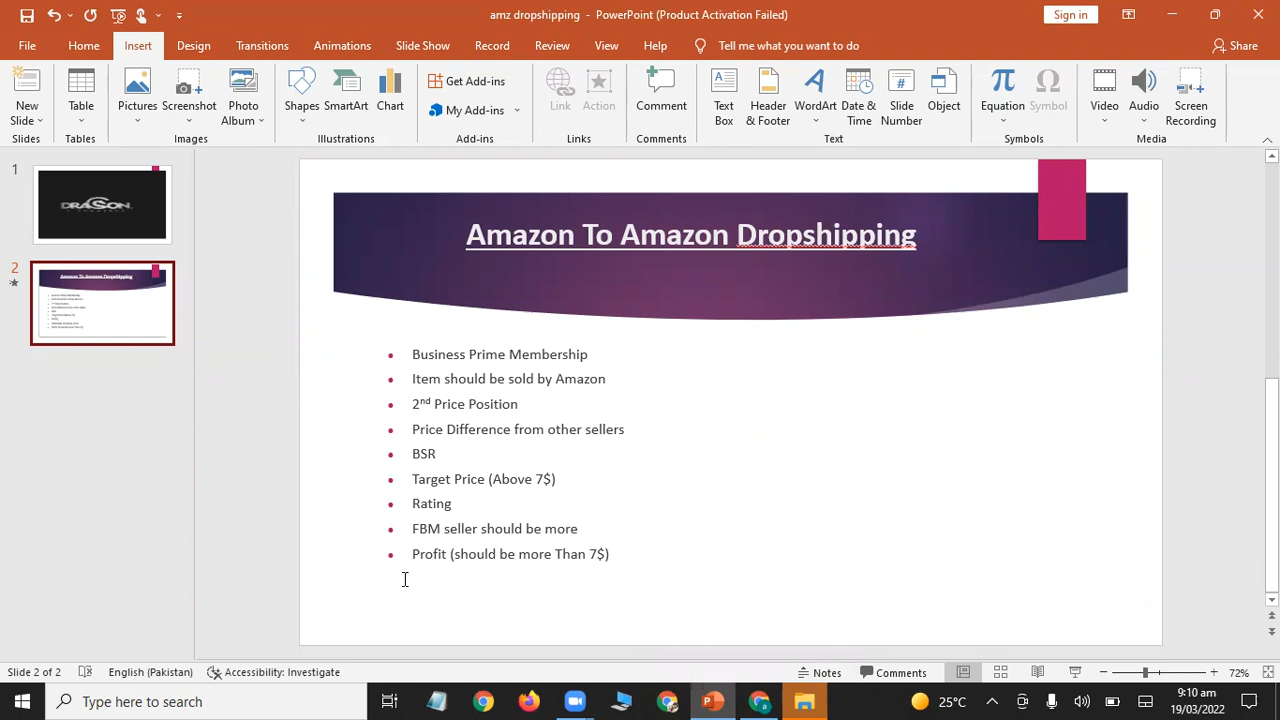 amz dropshipping - PowerPoint (Product Activation Failed)
Sign in
File Home Insert Design Transitions Animations Slide Show Record Review View Help Tell me what you want to do Share
New Slide
Table
Pictures
Screenshot
Photo Album
Shapes
SmartArt
Chart
Get Add-ins
My Add-ins
Link
Action
Comment
Text Box
Header & Footer
WordArt
Date & Time
Slide Number
Object
Equation
Symbol
Video
Audio
Screen Recording
Slides Tables Images Illustrations Add-ins Links Comments Text Symbols Media
1
2
Amazon To Amazon Dropshipping
• Business Prime Membership
• Item should be sold by Amazon
• 2nd Price Position
• Price Difference from other sellers
• BSR
• Target Price (Above 7$)
• Rating
• FBM seller should be more
• Profit (should be more Than 7$)
Slide 2 of 2 English (Pakistan) Accessibility: Investigate Notes Comments 72%
Type here to search
25°C
9:10 am
19/03/2022